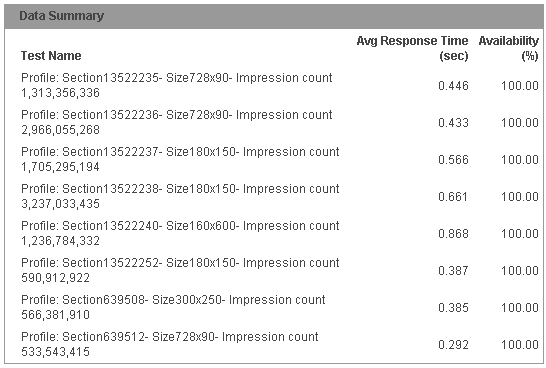 Data Summary
Test Name Avg Response Time (sec) Availability (%)
Profile: Section13522235- Size728x90- Impression count 1,313,356,336 0.446 100.00
Profile: Section13522236- Size728x90- Impression count 2,966,055,268 0.433 100.00
Profile: Section13522237- Size180x150- Impression count 1,705,295,194 0.566 100.00
Profile: Section13522238- Size180x150- Impression count 3,237,033,435 0.661 100.00
Profile: Section13522240- Size160x600- Impression count 1,236,784,332 0.868 100.00
Profile: Section13522252- Size180x150- Impression count 590,912,922 0.387 100.00
Profile: Section639508- Size300x250- Impression count 566,381,910 0.385 100.00
Profile: Section639512- Size728x90- Impression count 533,543,415 0.292 100.00